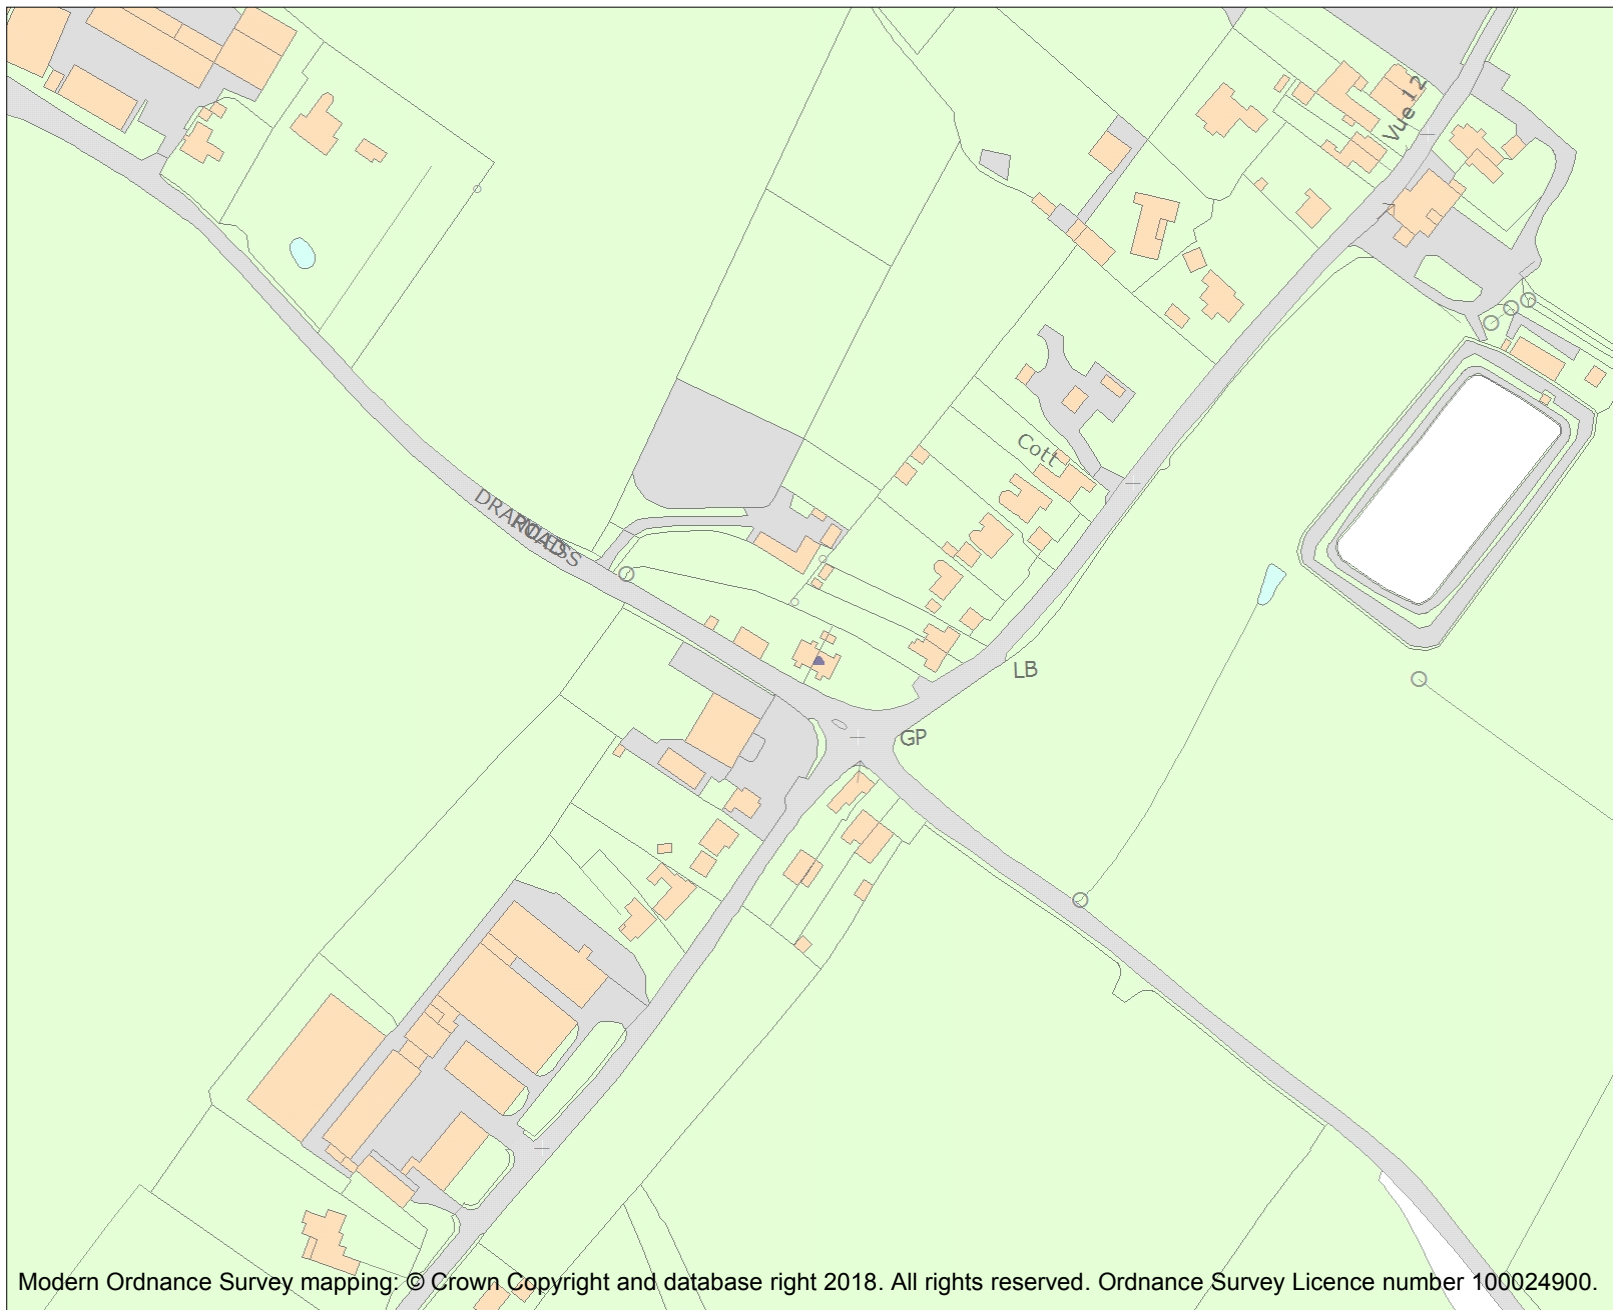 Vue 12
Cott
LB
GP
Modern Ordnance Survey mapping: © Crown Copyright and database right 2018. All rights reserved. Ordnance Survey Licence number 100024900.